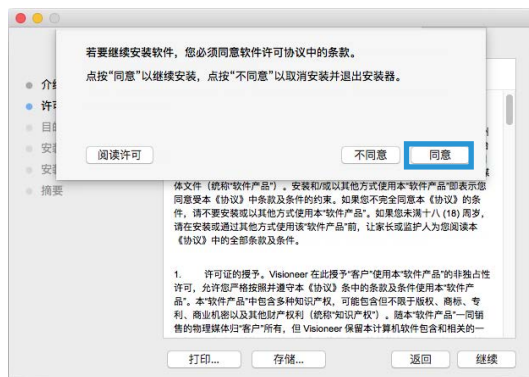 若要继续安装软件，您必须同意软件许可协议中的条款。
点按“同意”以继续安装，点按“不同意”以取消安装并退出安装器。
介
许
目
安
安
摘要
阅读许可 不同意 同意
体文件（统称“软件产品”）。安装和/或以其他方式使用本“软件产品”即表示您
同意受本《协议》中条款及条件的约束。如果您不完全同意本《协议》的条
件，请不要安装或以其他方式使用本“软件产品”。如果您未满十八 (18) 周岁，
请在安装或通过其他方式使用该“软件产品”前，让家长或监护人为您阅读本
《协议》中的全部条款及条件。
1. 许可证的授予。Visioneer 在此授予“客户”使用本“软件产品”的非独占性
许可，允许您严格按照并遵守本《协议》条中的条款及条件使用本“软件产
品”。本“软件产品”中包含多种知识产权，可能包含但不限于版权、商标、专
利、商业机密以及其他财产权利（统称“知识产权”）。随本“软件产品”一同销
售的物理媒体归“客户”所有，但 Visioneer 保留本计算机软件包含和相关的一
打印... 存储... 返回 继续